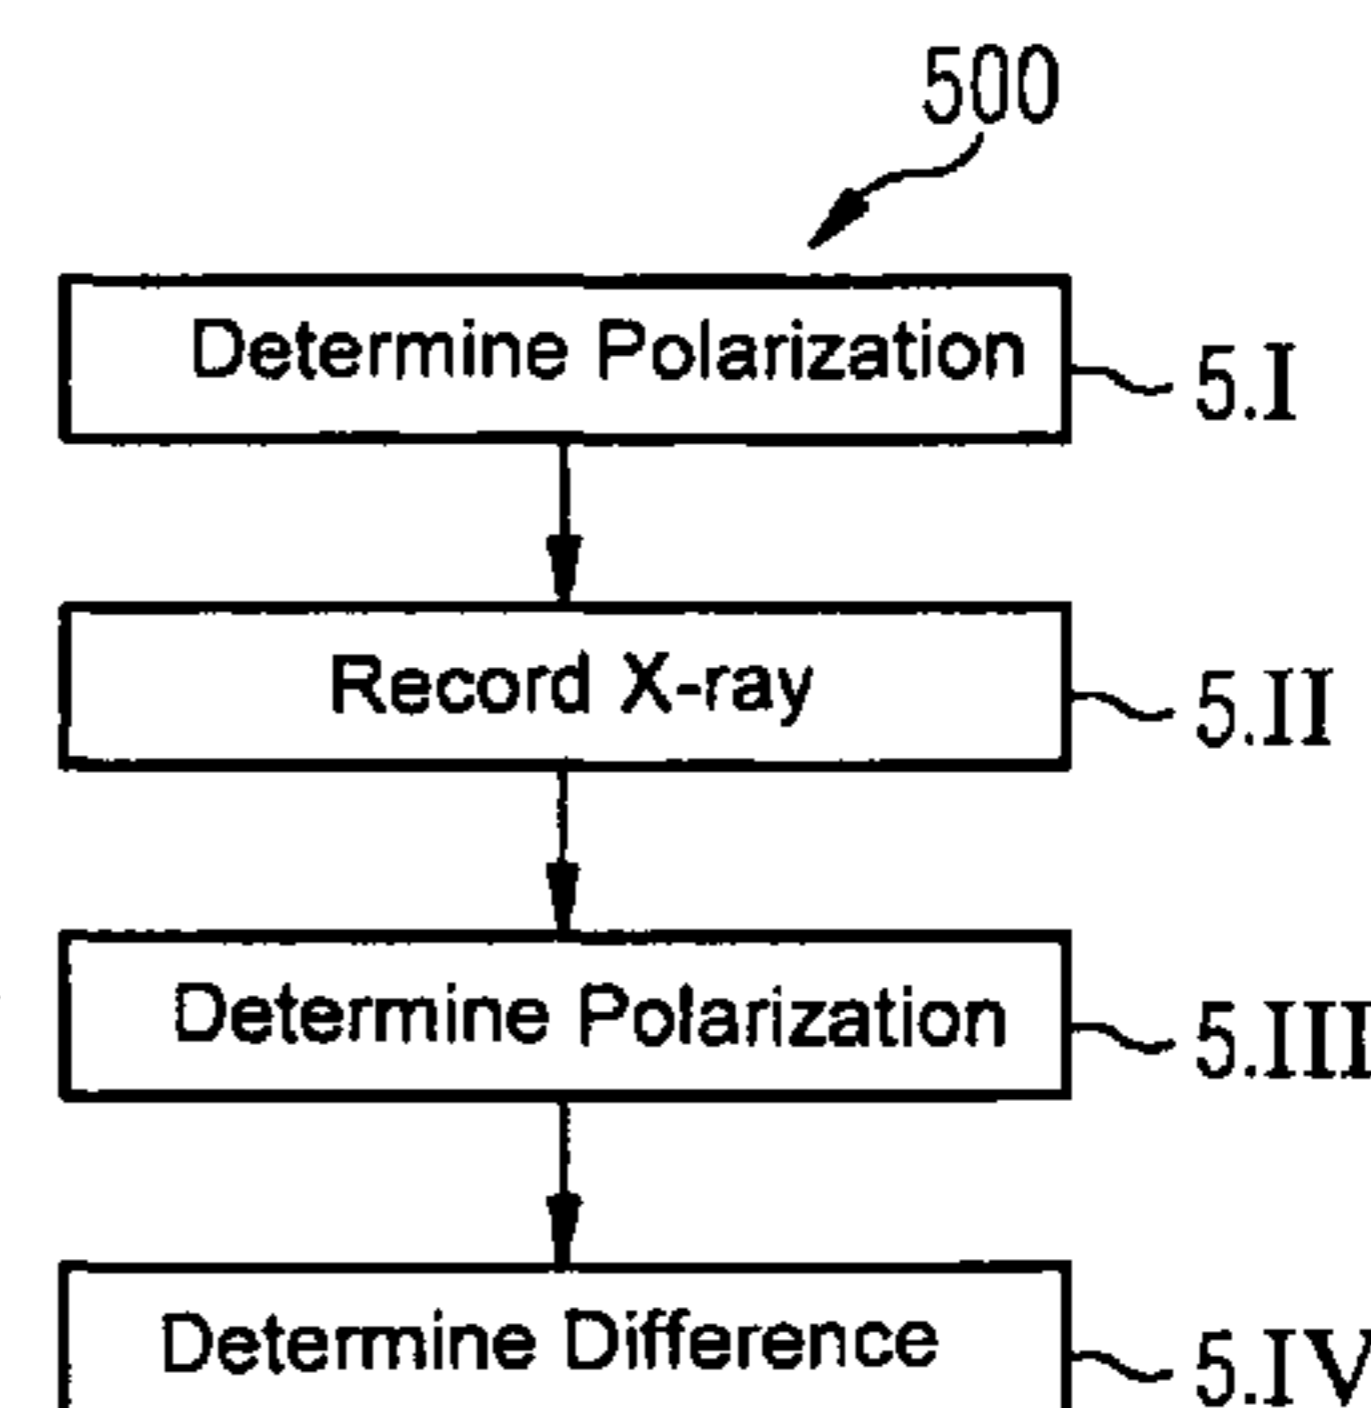 500
Determine Polarization
5.I
Record X-ray
5.II
Determine Polarization
5.III
Determine Difference
5.IV